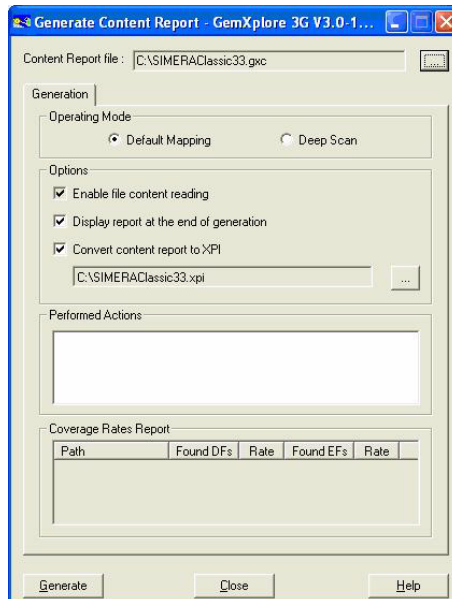 Generate Content Report - GemXplore 3G V3.0-1...
Content Report file : C:\SIMERAClassic33.gxc ...
Generation
Operating Mode
Default Mapping Deep Scan
Options
Enable file content reading
Display report at the end of generation
Convert content report to XPI
C:\SIMERAClassic33.xpi ...
Performed Actions
Coverage Rates Report
Path Found DFs Rate Found EFs Rate
Generate Close Help